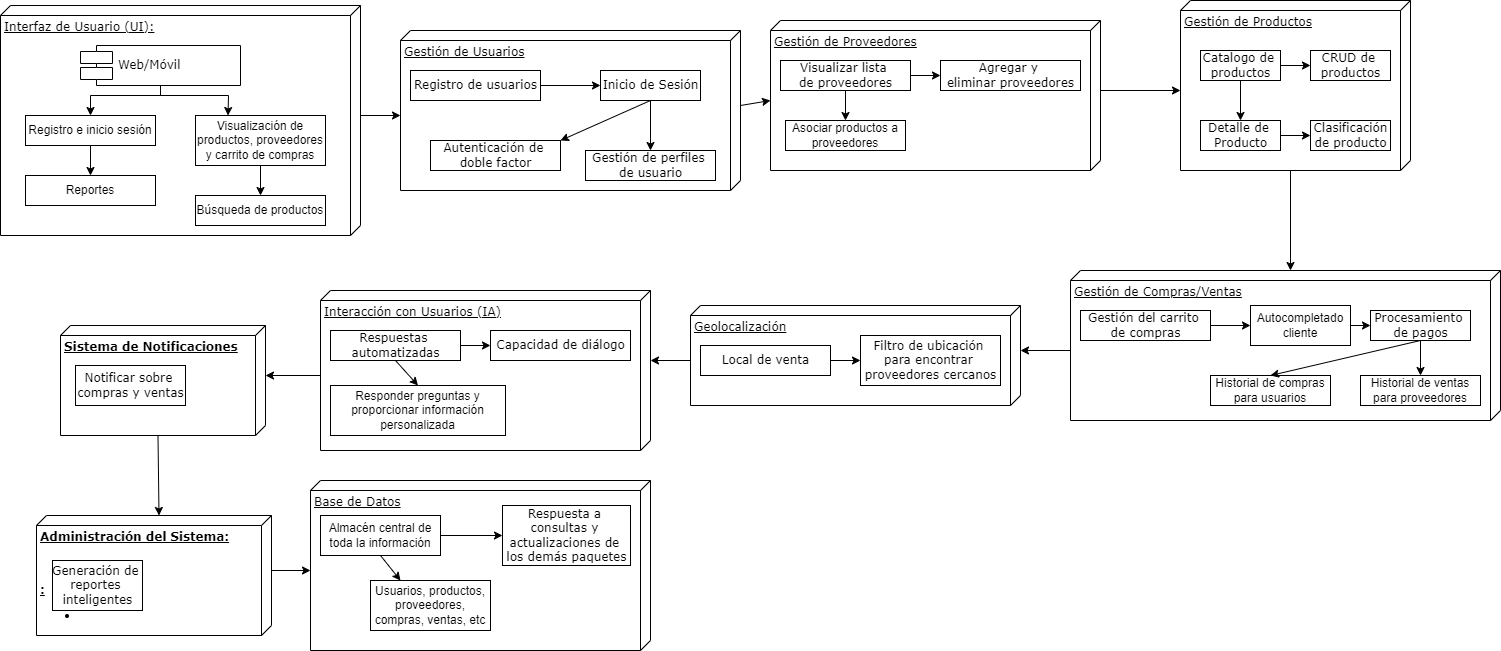 Interfaz de Usuario (UI):
Web/Móvil
Registro e inicio sesión
Visualización de
productos, proveedores
y carrito de compras
Reportes
Búsqueda de productos
Gestión de Usuarios
Registro de usuarios
Inicio de Sesión
Autenticación de
doble factor
Gestión de perfiles
de usuario
Gestión de Proveedores
Visualizar lista
de proveedores
Agregar y
eliminar proveedores
Asociar productos a
proveedores
Gestión de Productos
Catalogo de
productos
CRUD de
productos
Detalle de
Producto
Clasificación
de producto
Gestión de Compras/Ventas
Gestión del carrito
de compras
Autocompletado
cliente
Procesamiento
de pagos
Historial de compras
para usuarios
Historial de ventas
para proveedores
Geolocalización
Local de venta
Filtro de ubicación
para encontrar
proveedores cercanos
Interacción con Usuarios (IA)
Respuestas
automatizadas
Capacidad de diálogo
Responder preguntas y
proporcionar información
personalizada
Sistema de Notificaciones
Notificar sobre
compras y ventas
Administración del Sistema:
Generación de
reportes
inteligentes
:
•
Base de Datos
Almacén central de
toda la información
Respuesta a
consultas y
actualizaciones de
los demás paquetes
Usuarios, productos,
proveedores,
compras, ventas, etc